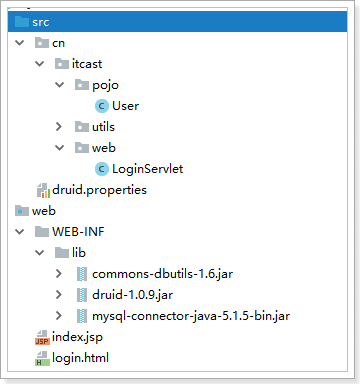 src
cn
itcast
pojo
User
utils
web
LoginServlet
druid.properties
web
WEB-INF
lib
commons-dbutils-1.6.jar
druid-1.0.9.jar
mysql-connector-java-5.1.5-bin.jar
index.jsp
login.html